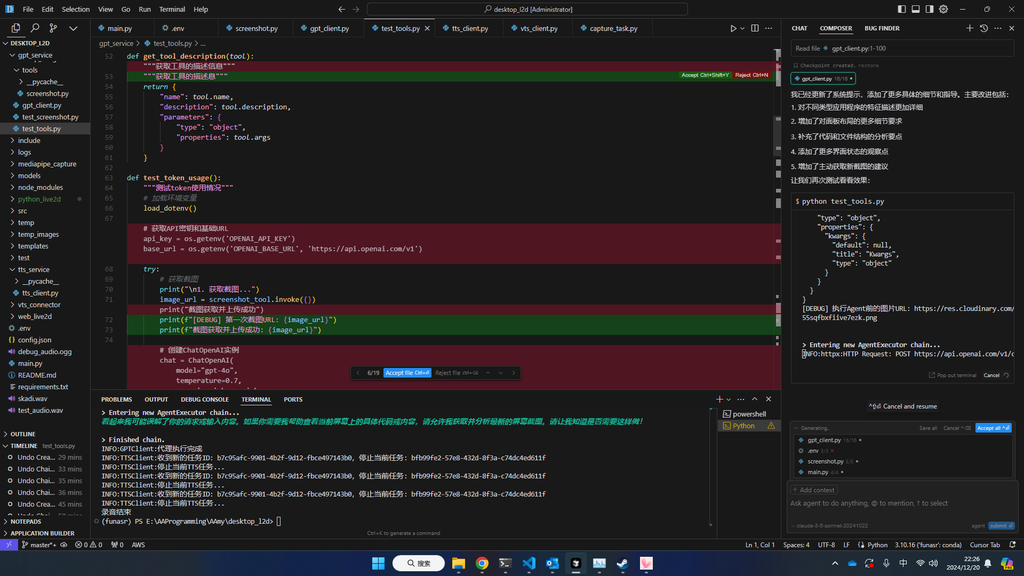 File Edit Selection View Go Run Terminal Help
desktop_l2d [Administrator]
DESKTOP_L2D
gpt_service
tools
__pycache__
screenshot.py
gpt_client.py
test_screenshot.py
test_tools.py
include
logs
mediapipe_capture
models
node_modules
python_live2d
src
temp
temp_images
templates
test
tts_service
__pycache__
tts_client.py
vts_connector
web_live2d
.env
config.json
debug_audio.ogg
main.py
README.md
requirements.txt
skadi.wav
test_audio.wav
OUTLINE
TIMELINE test_tools.py
Undo Crea... 29 mins
Undo Chai... 33 mins
Undo Chai... 35 mins
Undo Chai... 36 mins
Undo Crea... 45 mins
NOTEPADS
APPLICATION BUILDER
main.py
.env
screenshot.py
gpt_client.py
test_tools.py
tts_client.py
vts_client.py
capture_task.py
gpt_service > test_tools.py > ...
52 def get_tool_description(tool):
"""获取工具的描述信息"""
53 """获取工具的描述息"""
Accept Ctrl+Shift+Y Reject Ctrl+N
54 return {
55 "name": tool.name,
56 "description": tool.description,
57 "parameters": {
58 "type": "object",
59 "properties": tool.args
60 }
61 }
62
63 def test_token_usage():
64 """测试token使用情况"""
65 # 加载环境变量
66 load_dotenv()
67
# 获取API密钥和基础URL
api_key = os.getenv('OPENAI_API_KEY')
base_url = os.getenv('OPENAI_BASE_URL', 'https://api.openai.com/v1')
68 try:
69 # 获取截图
70 print("\n1. 获取截图...")
71 image_url = screenshot_tool.invoke({})
print("截图获取并上传成功")
72 print(f"[DEBUG] 第一次截图URL: {image_url}")
73 print(f"截图获取并上传成功: {image_url}")
74
# 创建ChatOpenAI实例
chat = ChatOpenAI(
model="gpt-4o",
temperature=0.7,
6/19 Accept file Ctrl+⏎ Reject file
PROBLEMS OUTPUT DEBUG CONSOLE TERMINAL PORTS
> Entering new AgentExecutor chain...
看起来我可能误解了你的请求或输入内容。如果你需要我帮助查看当前屏幕上的具体代码或内容，请允许我获取并分析最新的屏幕截图。请让我知道是否需要这样做！
> Finished chain.
INFO:GPTClient:代理执行完成
INFO:TTSClient:收到新的任务ID: b7c95afc-9901-4b2f-9d12-fbce497143b0, 停止当前任务: bfb99fe2-57e8-432d-8f3a-c74dc4ed611f
INFO:TTSClient:停止当前TTS任务...
INFO:TTSClient:收到新的任务ID: b7c95afc-9901-4b2f-9d12-fbce497143b0, 停止当前任务: bfb99fe2-57e8-432d-8f3a-c74dc4ed611f
INFO:TTSClient:停止当前TTS任务...
INFO:TTSClient:收到新的任务ID: b7c95afc-9901-4b2f-9d12-fbce497143b0, 停止当前任务: bfb99fe2-57e8-432d-8f3a-c74dc4ed611f
INFO:TTSClient:停止当前TTS任务...
录音结束
(funasr) PS E:\AAProgramming\AAmy\desktop_l2d>
Ctrl+K to generate a command
powershell
Python
CHAT COMPOSER BUG FINDER
Read file gpt_client.py:1-100
Checkpoint created. restore
gpt_client.py 18/18
我已经更新了系统提示，添加了更多具体的细节和指导。主要改进包括:
1. 对不同类型应用程序的特征描述更加详细
2. 增加了对面板布局的更多细节要求
3. 补充了代码和文件结构的分析要点
4. 添加了更多界面状态的观察点
5. 增加了主动获取新截图的建议
让我们再次测试看看效果:
$ python test_tools.py
"type": "object",
"properties": {
"kwargs": {
"default": null,
"title": "Kwargs",
"type": "object"
}
}
}
}
[DEBUG] 执行Agent前的图片URL: https://res.cloudinary.com/
55sqfbxfiive7ezk.png
> Entering new AgentExecutor chain...
INFO:httpx:HTTP Request: POST https://api.openai.com/v1/c
Pop out terminal Cancel
Cancel and resume
Generating.. Save all Cancel Accept all
gpt_client.py 18/18
.env
screenshot.py
main.py
+ Add context
Ask agent to do anything, @ to mention, ↑ to select
claude-3-5-sonnet-20241022
agent submit
master*+ 0 0 0 AWS
Ln 1, Col 1 Spaces: 4 UTF-8 LF Python 3.10.16 ('funasr': conda) Cursor Tab
搜索
中
22:26
2024/12/20